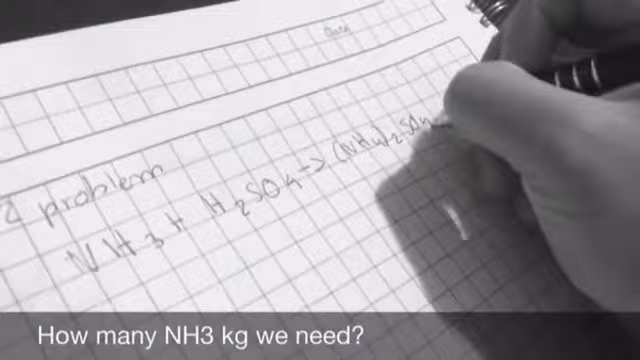 Date
2 problem
NH3+ H2SO4 -> (NH4)2SO4
How many NH3 kg we need?